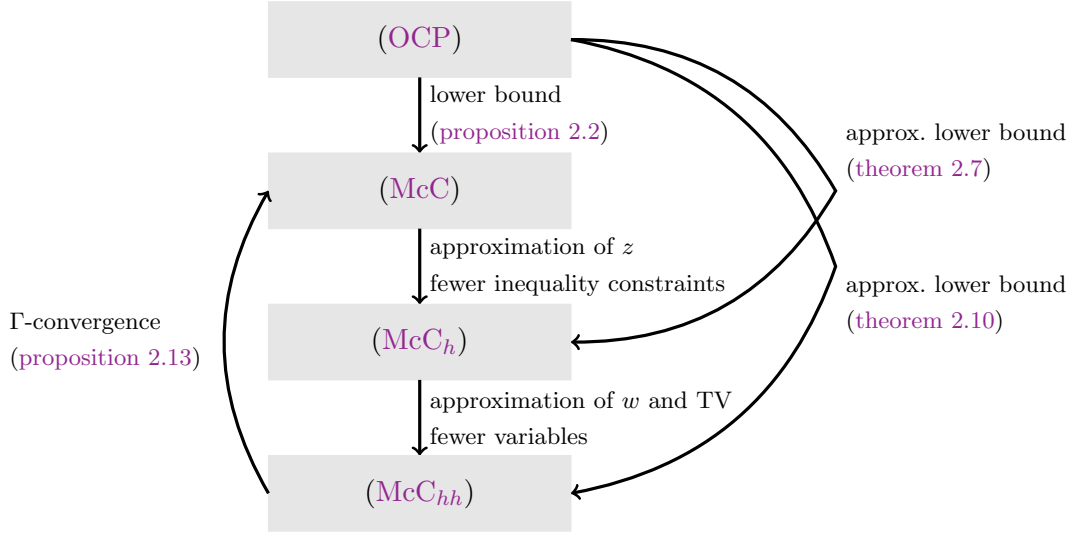 (OCP)
lower bound
(proposition 2.2)
approx. lower bound
(theorem 2.7)
(McC)
approximation of z
fewer inequality constraints
approx. lower bound
(theorem 2.10)
Γ-convergence
(proposition 2.13)
(McC_h)
approximation of w and TV
fewer variables
(McC_hh)